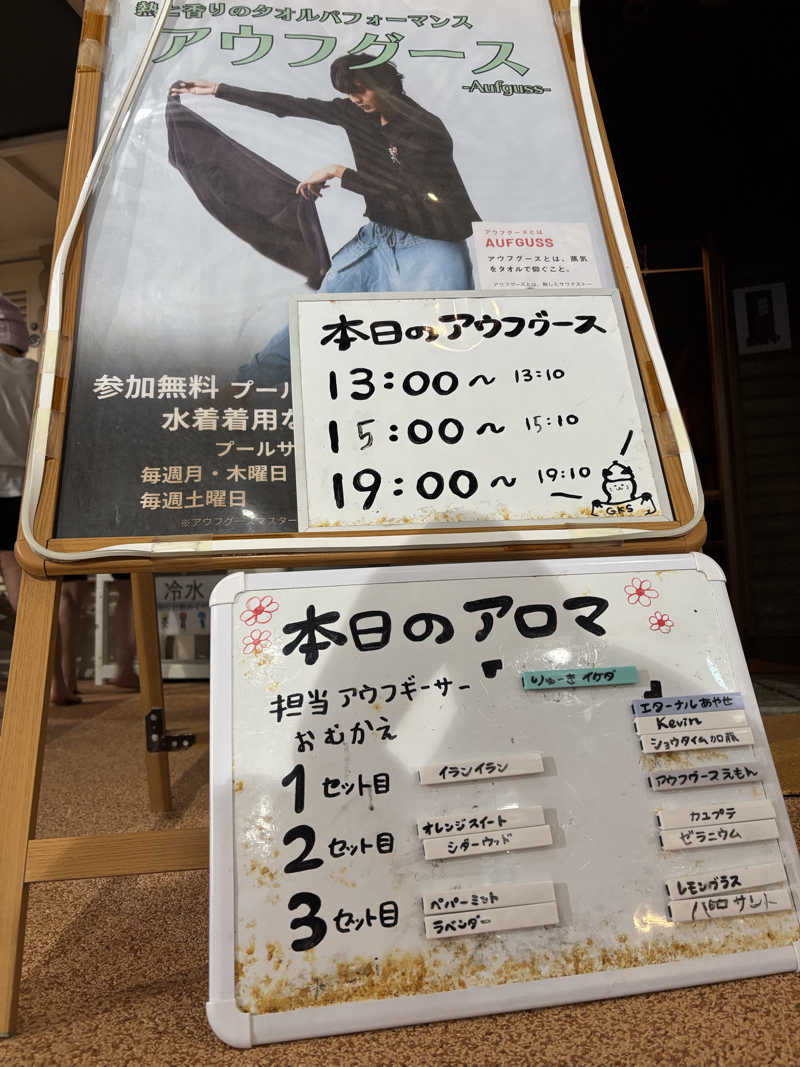 熱と香りのタオルパフォーマンス
アウフグース
-Aufguss-
アウフグースとは
AUFGUSS
アウフグースとは、蒸気
をタオルで仰ぐこと。
参加無料 プール
水着着用
プールサ
毎週月・木曜日
毎週土曜日
※アウフグースマスター
本日のアウフグース
13:00～ 13:10
15:00～ 15:10
19:00～ 19:10
GKS
冷水
本日のアロマ
担当 アウフギーサー
『りゅーき イケダ』
おむかえ
エターナル あやせ
Kevin
ショウタイム加藤
アウフグースえもん
1 セット目
イランイラン
2 セット目
オレンジスイート
シダーウッド
カユプテ
ゼラニウム
3 セット目
ペパーミント
ラベンダー
レモングラス